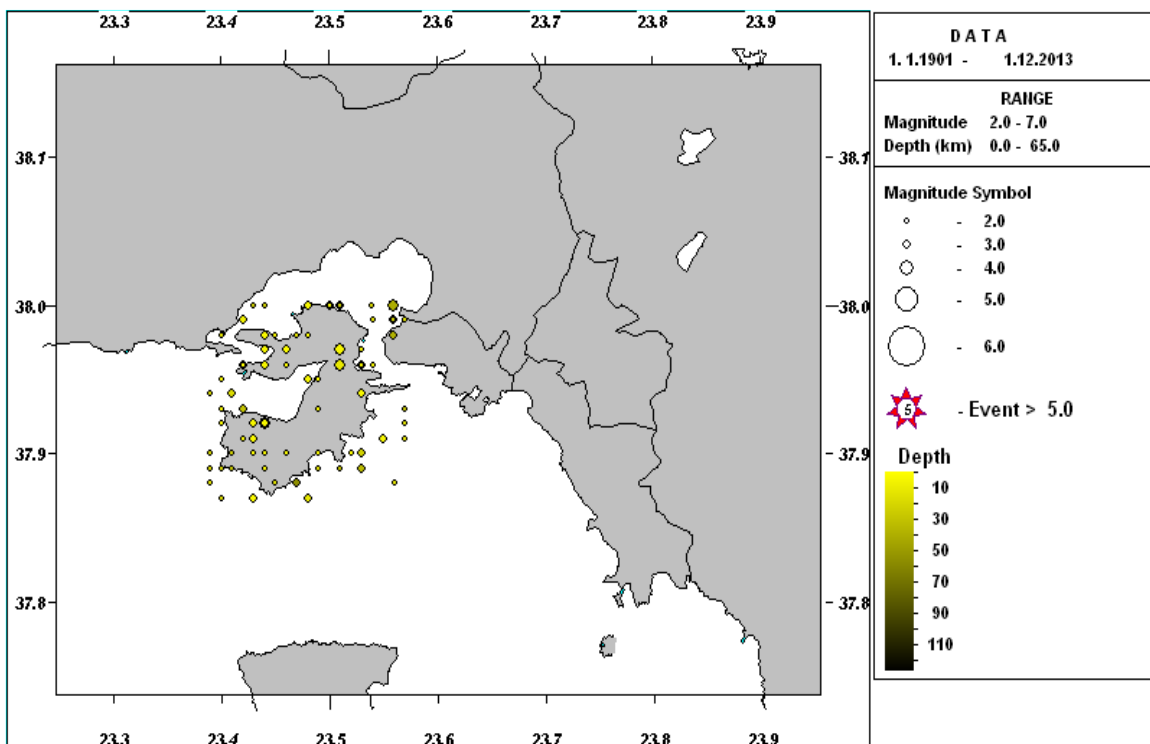 23.3 23.4 23.5 23.6 23.7 23.8 23.9
38.1 38.1
38.0 38.0
37.9 37.9
37.8 37.8
23.3 23.4 23.5 23.6 23.7 23.8 23.9
D A T A
1. 1.1901 - 1.12.2013
RANGE
Magnitude 2.0 - 7.0
Depth (km) 0.0 - 65.0
Magnitude Symbol
- 2.0
- 3.0
- 4.0
- 5.0
- 6.0
5 - Event > 5.0
Depth
10
30
50
70
90
110